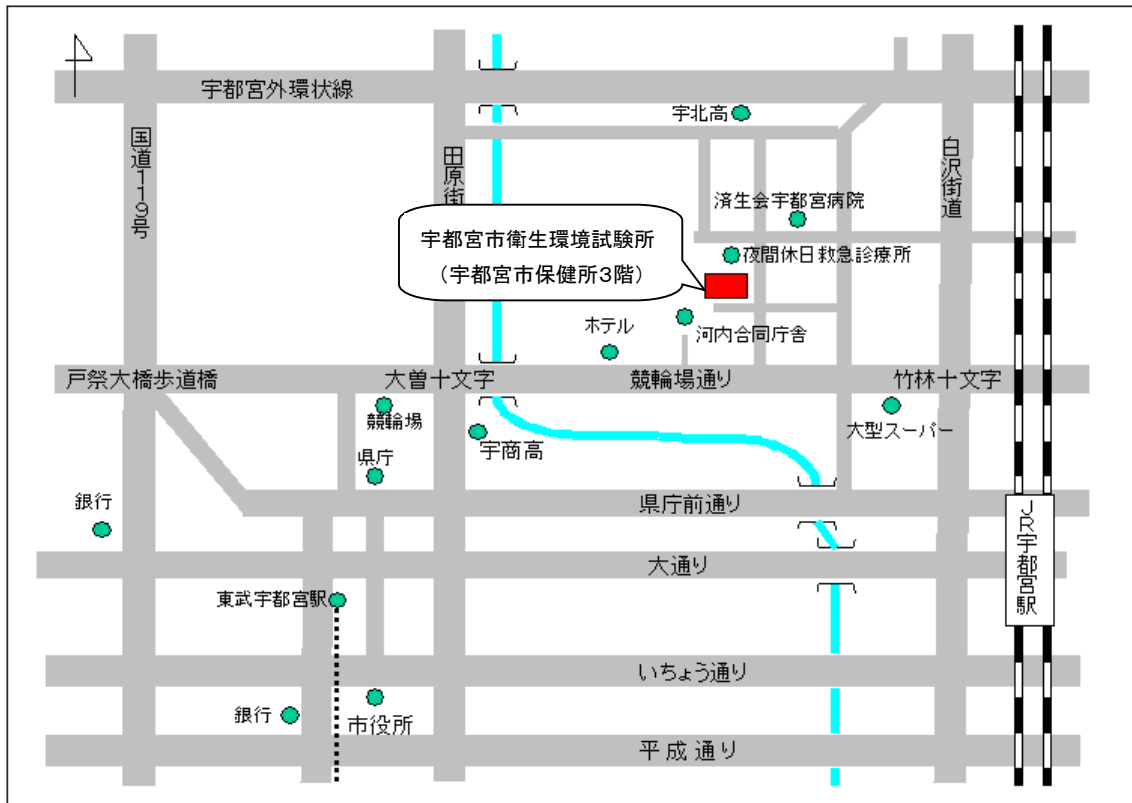 宇都宮外環状線
宇北高
国道119号
田原街
白沢街道
済生会宇都宮病院
宇都宮市衛生環境試験所
（宇都宮市保健所３階）
夜間休日救急診療所
ホテル
河内合同庁舎
戸祭大橋歩道橋
大曽十文字
競輪場通り
竹林十文字
競輪場
宇商高
大型スーパー
県庁
銀行
県庁前通り
JR宇都宮駅
大通り
東武宇都宮駅
いちょう通り
銀行
市役所
平成通り